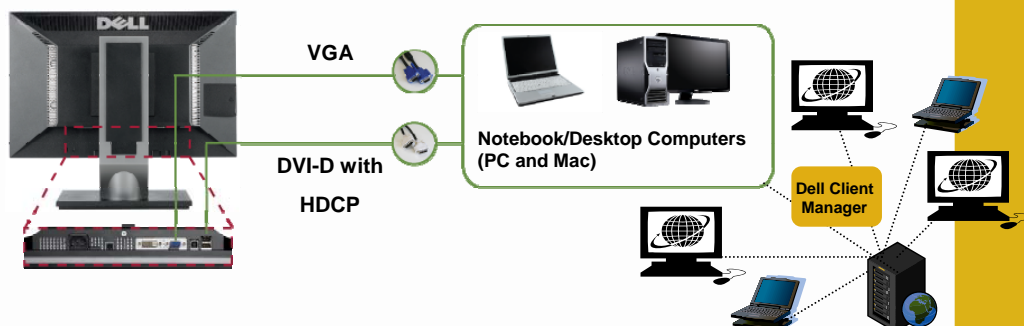 DELL
VGA
DVI-D with
HDCP
Notebook/Desktop Computers
(PC and Mac)
Dell Client
Manager